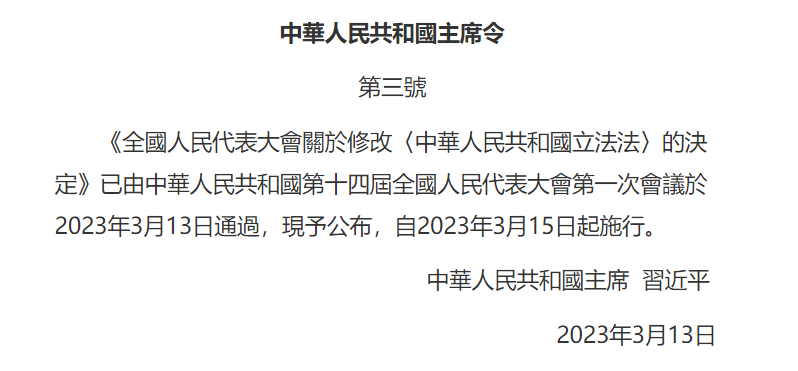 中華人民共和國主席令
第三號
《全國人民代表大會關於修改〈中華人民共和國立法法〉的決
定》已由中華人民共和國第十四屆全國人民代表大會第一次會議於
2023年3月13日通過，現予公布，自2023年3月15日起施行。
中華人民共和國主席 習近平
2023年3月13日